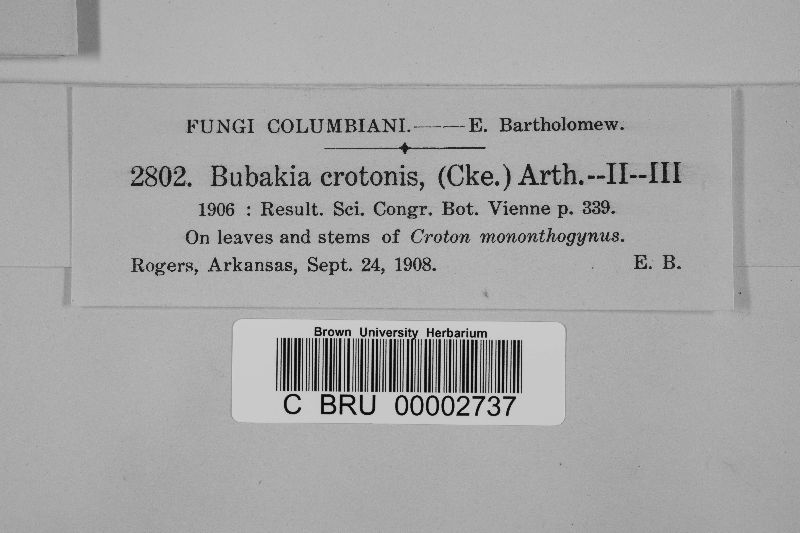 FUNGI COLUMBIANI.——E. Bartholomew.
2802. Bubakia crotonis, (Cke.) Arth.--II--III
1906 : Result. Sci. Congr. Bot. Vienne p. 339.
On leaves and stems of Croton mononthogynus.
Rogers, Arkansas, Sept. 24, 1908. E. B.
Brown University Herbarium
C BRU 00002737